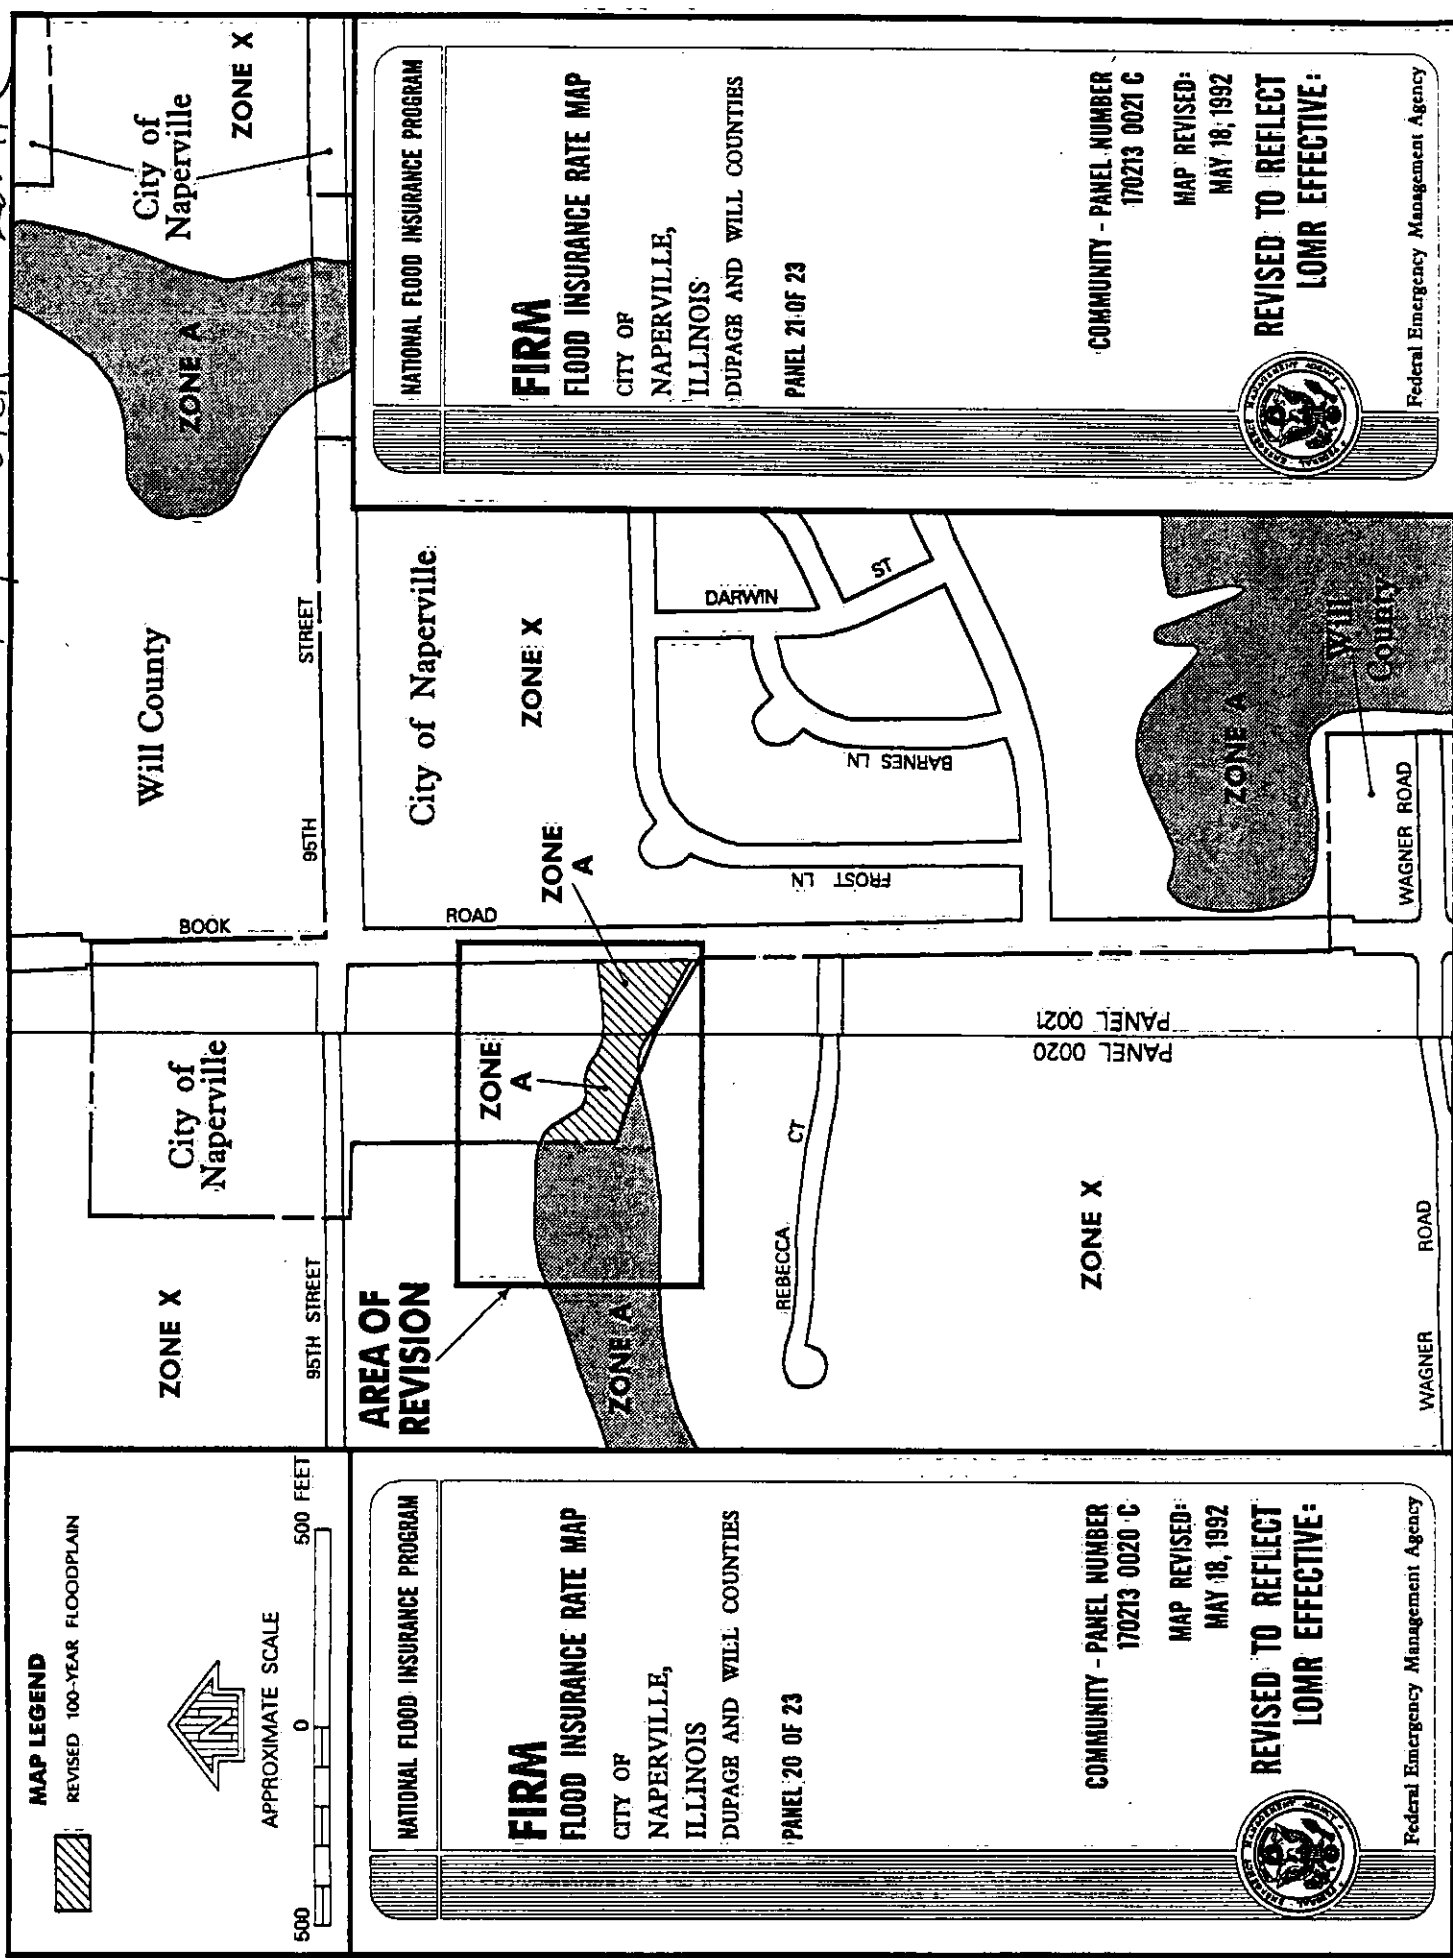 MAP LEGEND
REVISED 100-YEAR FLOODPLAIN
N
APPROXIMATE SCALE
500 0 500 FEET
NATIONAL FLOOD INSURANCE PROGRAM
FIRM
FLOOD INSURANCE RATE MAP
CITY OF
NAPERVILLE,
ILLINOIS
DUPAGE AND WILL COUNTIES
PANEL 20 OF 23
COMMUNITY - PANEL NUMBER
170213 0020 C
MAP REVISED:
MAY 18, 1992
REVISED TO REFLECT
LOMR EFFECTIVE:
Federal Emergency Management Agency
ZONE X
95TH STREET
City of
Naperville
AREA OF
REVISION
ZONE A
ZONE
A
ZONE
A
REBECCA CT
ZONE X
WAGNER ROAD
PANEL 0020
PANEL 0021
BOOK
ROAD
Will County
95TH STREET
City of Naperville
ZONE X
FROST LN
BARNES LN
DARWIN
ST
ZONE A
Will
County
WAGNER ROAD
ZONE A
City of
Naperville
ZONE X
NATIONAL FLOOD INSURANCE PROGRAM
FIRM
FLOOD INSURANCE RATE MAP
CITY OF
NAPERVILLE,
ILLINOIS
DUPAGE AND WILL COUNTIES
PANEL 21 OF 23
COMMUNITY - PANEL NUMBER
170213 0021 C
MAP REVISED:
MAY 18, 1992
REVISED TO REFLECT
LOMR EFFECTIVE:
Federal Emergency Management Agency